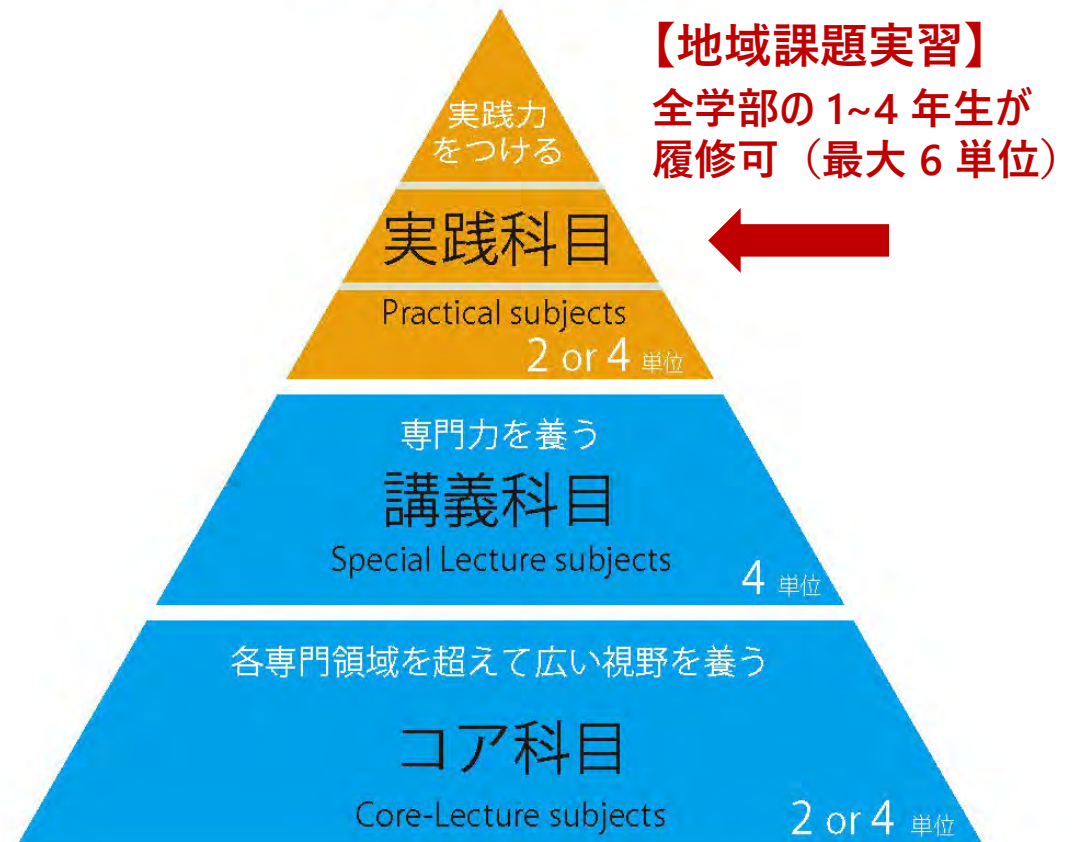 【地域課題実習】
全学部の 1~4 年生が
履修可（最大 6 単位）
実践力
をつける
実践科目
Practical subjects
2 or 4 単位
専門力を養う
講義科目
Special Lecture subjects
4 単位
各専門領域を超えて広い視野を養う
コア科目
Core-Lecture subjects
2 or 4 単位